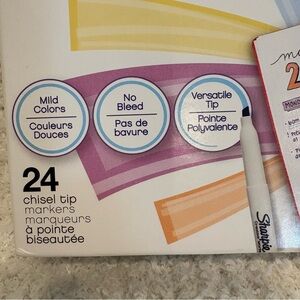 Mild
Colors
Couleurs
Douces
No
Bleed
Pas de
bavure
Versatile
Tip
Pointe
Polyvalente
24
chisel tip
markers
marqueurs
à pointe
biseautée
Sharpie
2